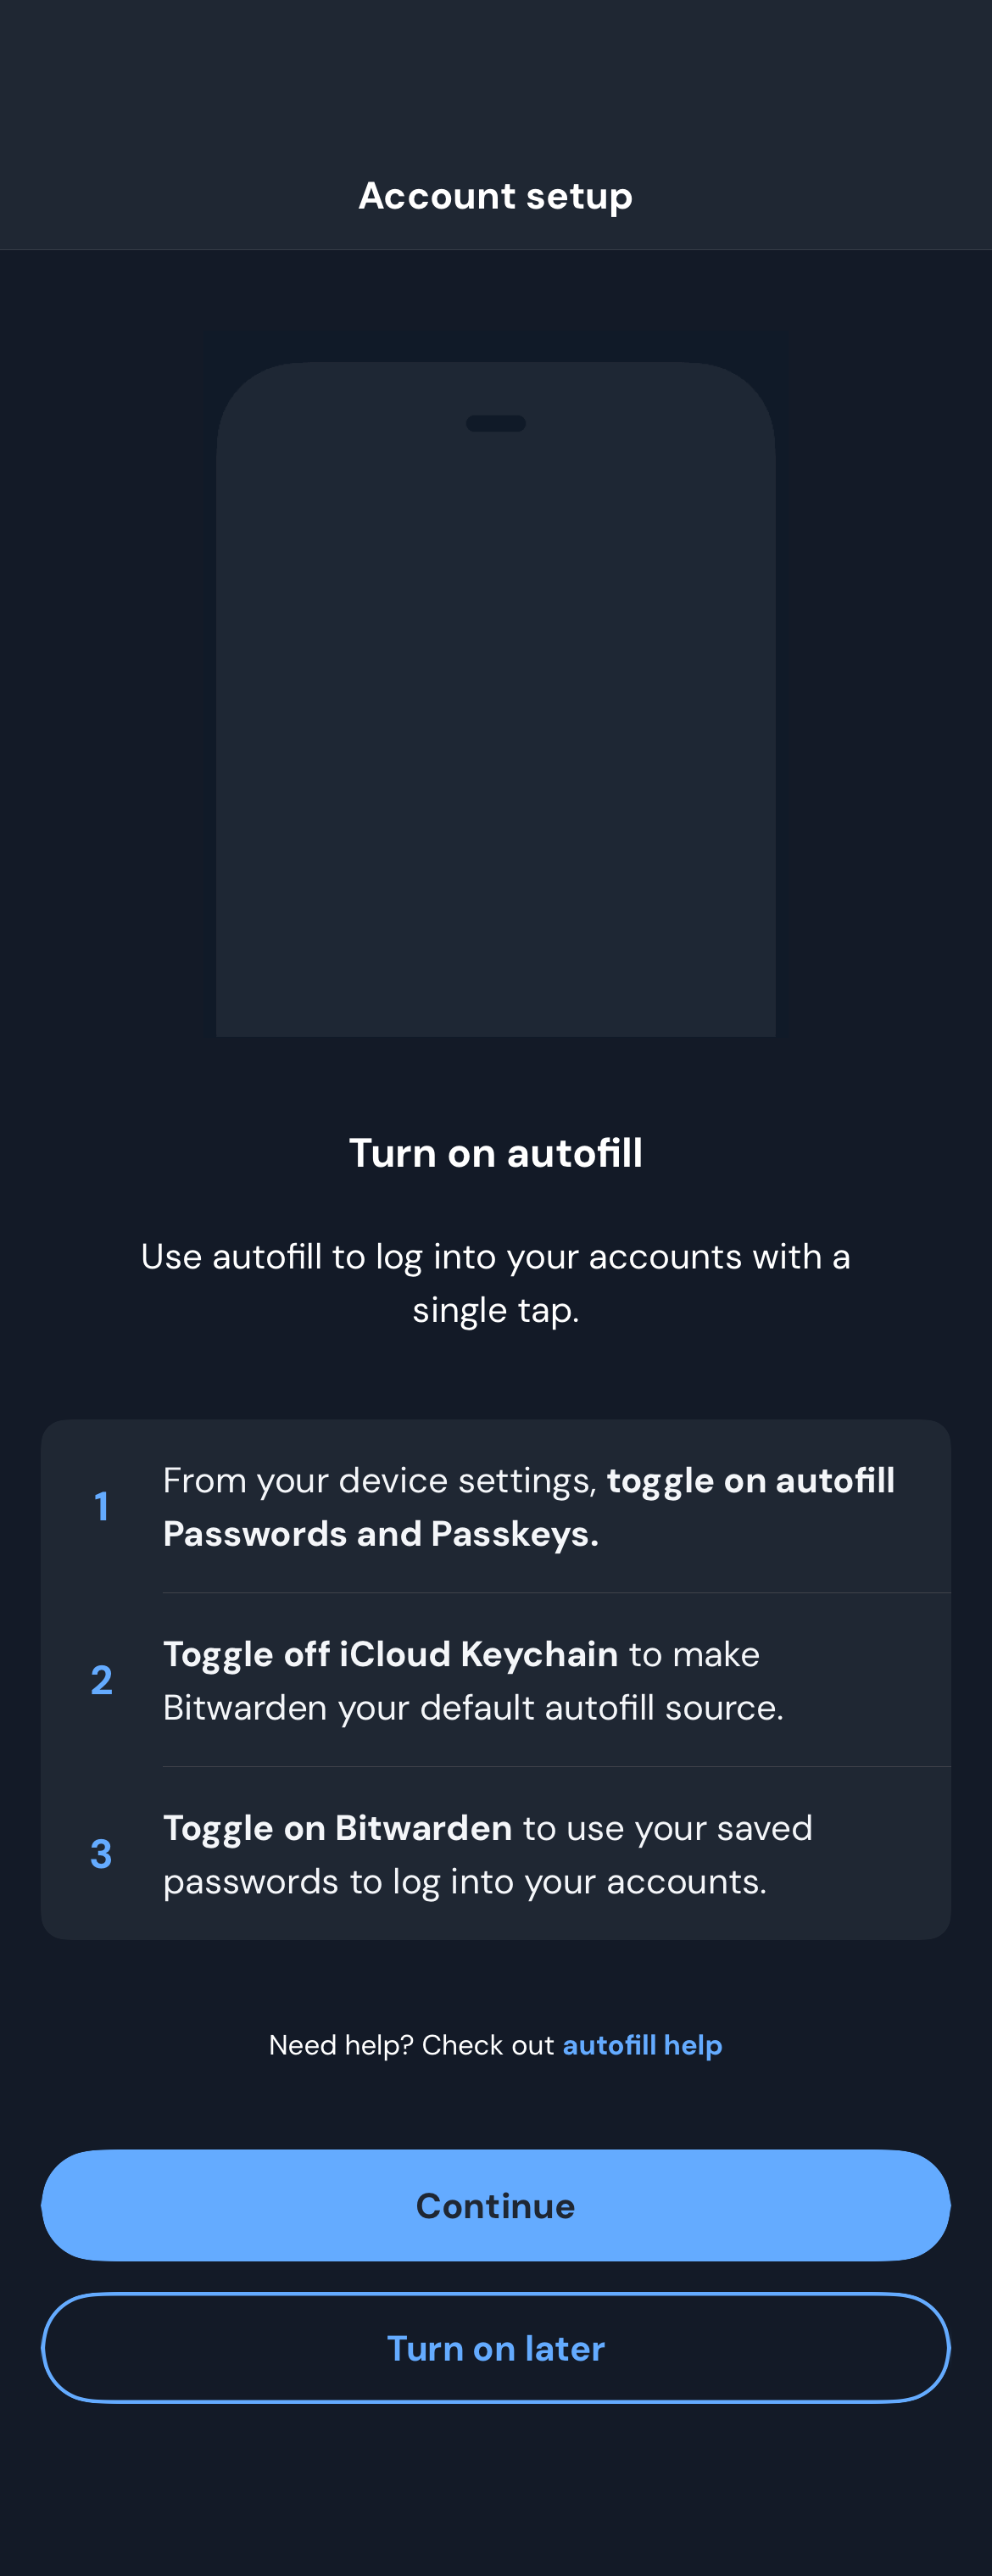 Account setup
Turn on autofill
Use autofill to log into your accounts with a
single tap.
1
From your device settings, toggle on autofill
Passwords and Passkeys.
2
Toggle off iCloud Keychain to make
Bitwarden your default autofill source.
3
Toggle on Bitwarden to use your saved
passwords to log into your accounts.
Need help? Check out autofill help
Continue
Turn on later